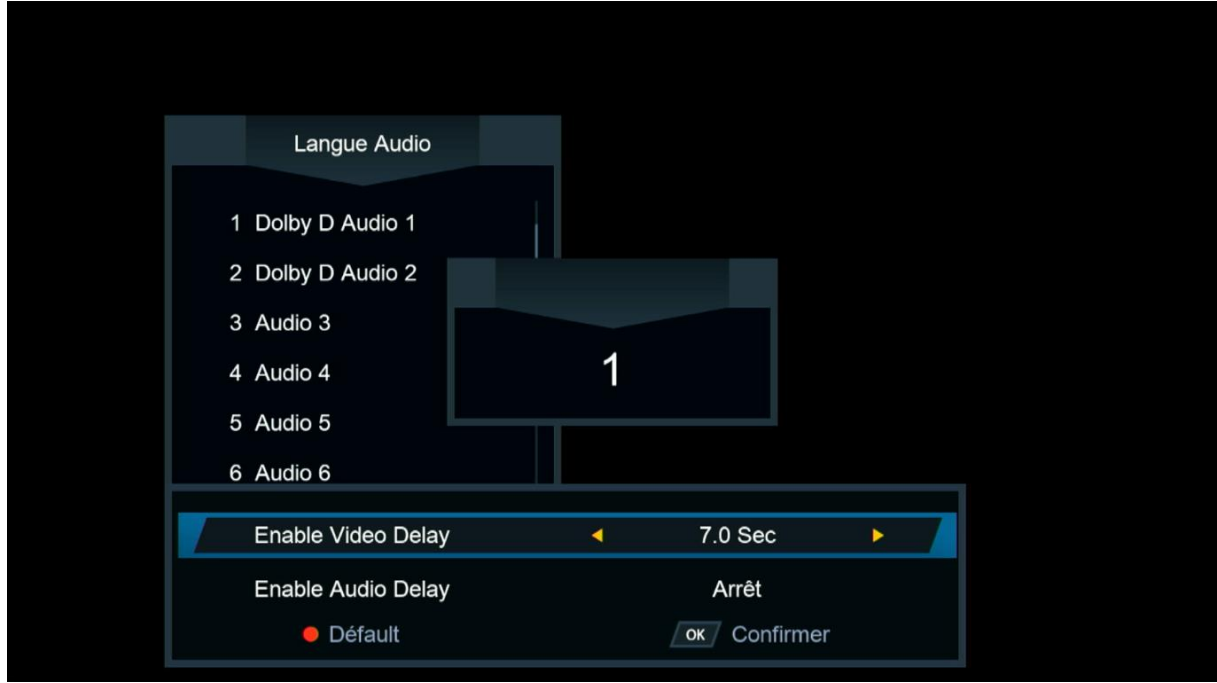 Langue Audio
1 Dolby D Audio 1
2 Dolby D Audio 2
3 Audio 3
4 Audio 4
5 Audio 5
6 Audio 6
1
Enable Video Delay 7.0 Sec
Enable Audio Delay Arrêt
Défault OK Confirmer